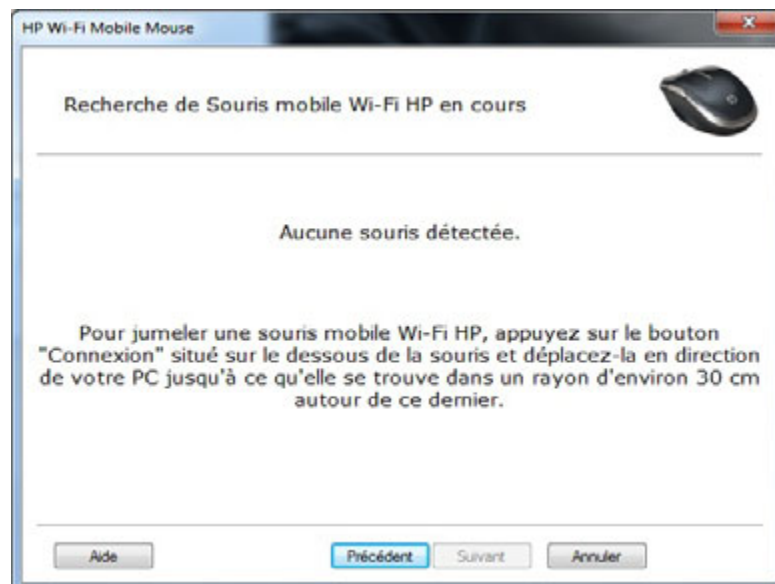 HP Wi-Fi Mobile Mouse
Recherche de Souris mobile Wi-Fi HP en cours
Aucune souris détectée.
Pour jumeler une souris mobile Wi-Fi HP, appuyez sur le bouton
"Connexion" situé sur le dessous de la souris et déplacez-la en direction
de votre PC jusqu'à ce qu'elle se trouve dans un rayon d'environ 30 cm
autour de ce dernier.
Aide Précédent Suivant Annuler